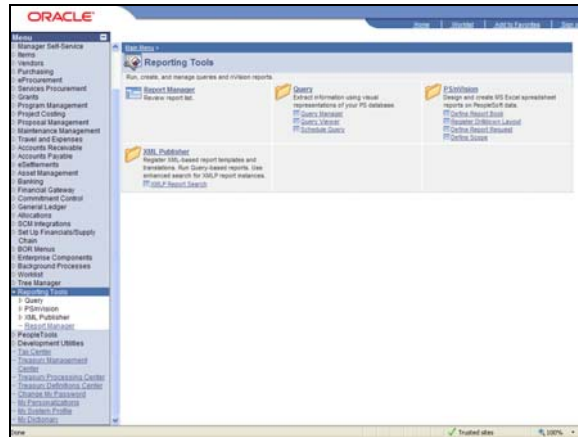 ORACLE
Home | Worklist | Add to Favorites | Sign
Menu
Manager Self-Service
Items
Vendors
Purchasing
eProcurement
Services Procurement
Grants
Program Management
Project Costing
Proposal Management
Maintenance Management
Travel and Expenses
Accounts Receivable
Accounts Payable
eSettlements
Asset Management
Banking
Financial Gateway
Commitment Control
General Ledger
Allocations
SCM Integrations
Set Up Financials/Supply
Chain
BOR Menus
Enterprise Components
Background Processes
Worklist
Tree Manager
Reporting Tools
Query
PS/nVision
XML Publisher
Report Manager
PeopleTools
Development Utilities
Tax Center
Treasury Management
Center
Treasury Processing Center
Treasury Definitions Center
Change My Password
My Personalizations
My System Profile
My Dictionary
Main Menu >
Reporting Tools
Run, create, and manage queries and nVision reports.
Report Manager
Review report list.
Query
Extract information using visual
representations of your PS database.
Query Manager
Query Viewer
Schedule Query
PS/nVision
Design and create MS Excel spreadsheet
reports on PeopleSoft data.
Define Report Book
Register Drilldown Layout
Define Report Request
Define Scope
XML Publisher
Register XML-based report templates and
translations. Run Query-based reports. Use
enhanced search for XMLP report instances.
XMLP Report Search
Done
Trusted sites
100%